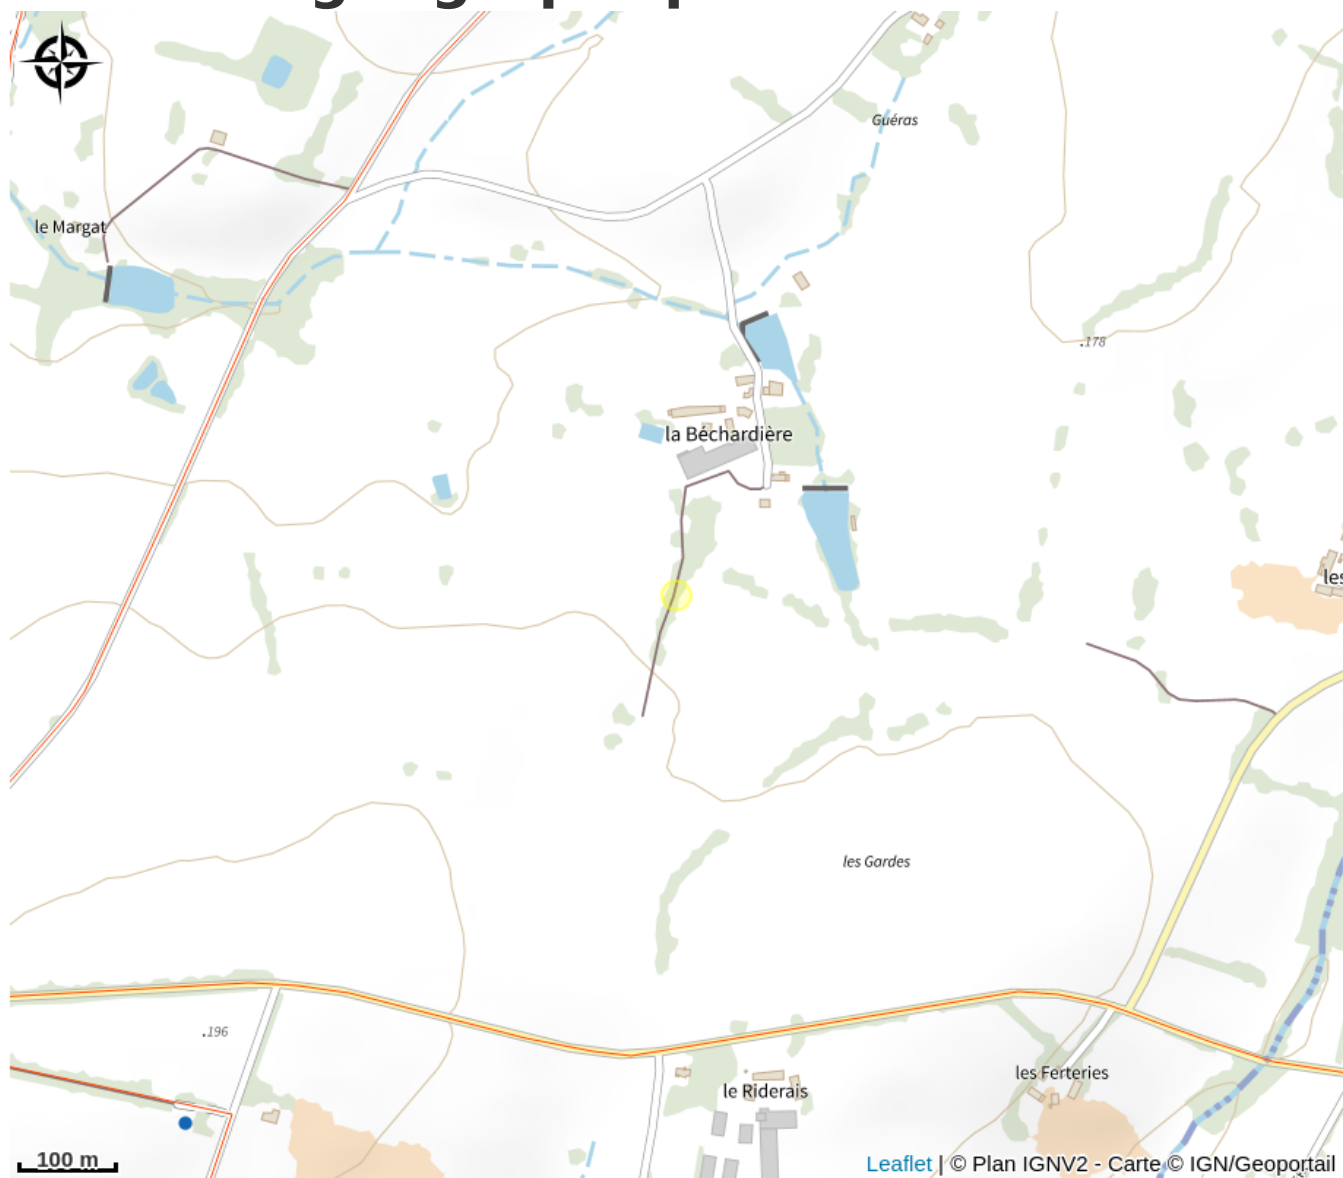 Guéras
le Margat
.178
la Béchardière
les
les Gardes
.196
les Ferteries
le Riderais
100 m
Leaflet | © Plan IGNV2 - Carte © IGN/Geoportail